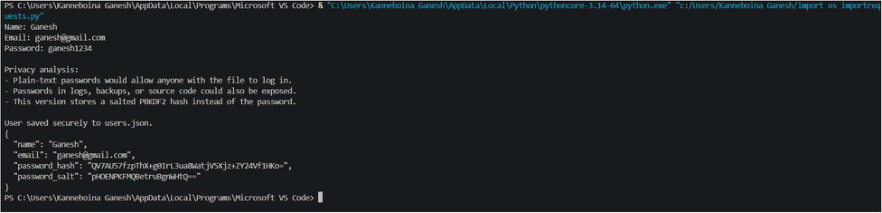 PS C:\Users\Kanneboina Ganesh\AppData\Local\Programs\Microsoft VS Code> & "C:\Users\Kanneboina Ganesh\AppData\Local\Python\pythoncore-3.14-64\python.exe" "c:/Users/Kanneboina Ganesh/import os importreq
uests.py"
Name: Ganesh
Email: ganesh@gmail.com
Password: ganesh1234
Privacy analysis:
- Plain-text passwords would allow anyone with the file to log in.
- Passwords in logs, backups, or source code could also be exposed.
- This version stores a salted PBKDF2 hash instead of the password.
User saved securely to users.json.
{
"name": "Ganesh",
"email": "ganesh@gmail.com",
"password_hash": "QV7AUS7fzpThX+g0IrL3ua8WatjV5Xjz+ZY24Vf1HKo=",
"password_salt": "pHOENPKFMQBetruBgnWHtQ=="
}
PS C:\Users\Kanneboina Ganesh\AppData\Local\Programs\Microsoft VS Code>